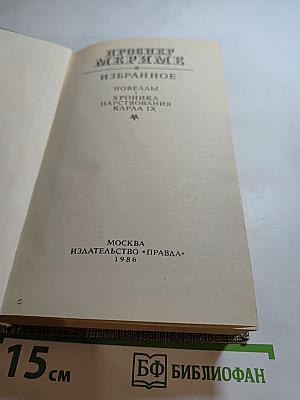 ПРОСПЕР
МЕРИМЕ
ИЗБРАННОЕ
НОВЕЛЛЫ
ХРОНИКА
ЦАРСТВОВАНИЯ
КАРЛА IX
МОСКВА
ИЗДАТЕЛЬСТВО «ПРАВДА»
1986
15 см
БФ БИБЛИОФАН